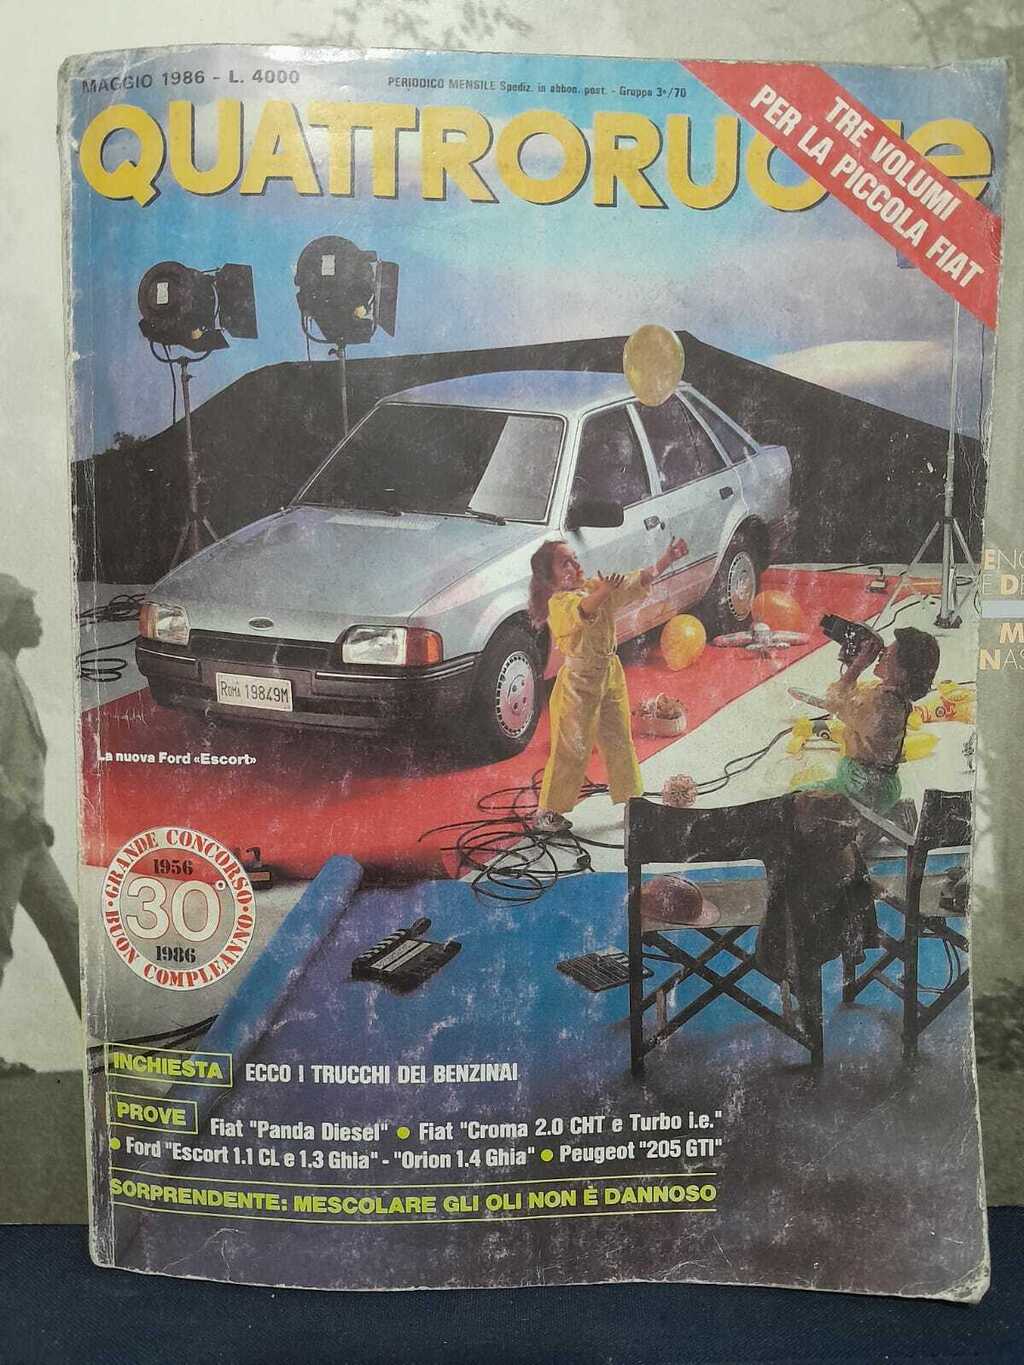 MAGGIO 1986 - L. 4000
PERIODICO MENSILE Spediz. in abbon. post. - Gruppo 3°/70
QUATTRORUOTE
TRE VOLUMI
PER LA PICCOLA FIAT
ROMA 19849M
La nuova Ford «Escort»
GRANDE CONCORSO
1956
30°
1986
BUON COMPLEANNO
INCHIESTA ECCO I TRUCCHI DEI BENZINAI
PROVE Fiat "Panda Diesel" ● Fiat "Croma 2.0 CHT e Turbo i.e."
● Ford "Escort 1.1 CL e 1.3 Ghia" - "Orion 1.4 Ghia" ● Peugeot "205 GTI"
SORPRENDENTE: MESCOLARE GLI OLI NON È DANNOSO